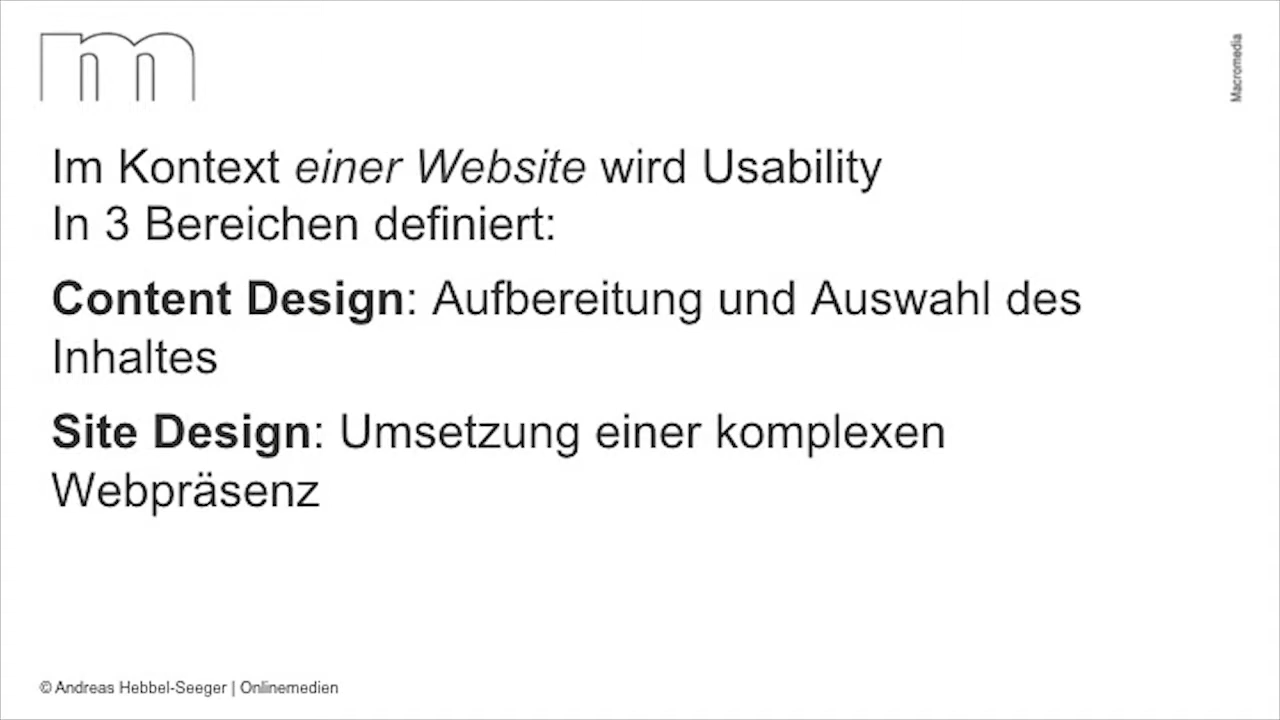 m
Macromedia
Im Kontext einer Website wird Usability
In 3 Bereichen definiert:
Content Design: Aufbereitung und Auswahl des
Inhaltes
Site Design: Umsetzung einer komplexen
Webpräsenz
© Andreas Hebbel-Seeger | Onlinemedien